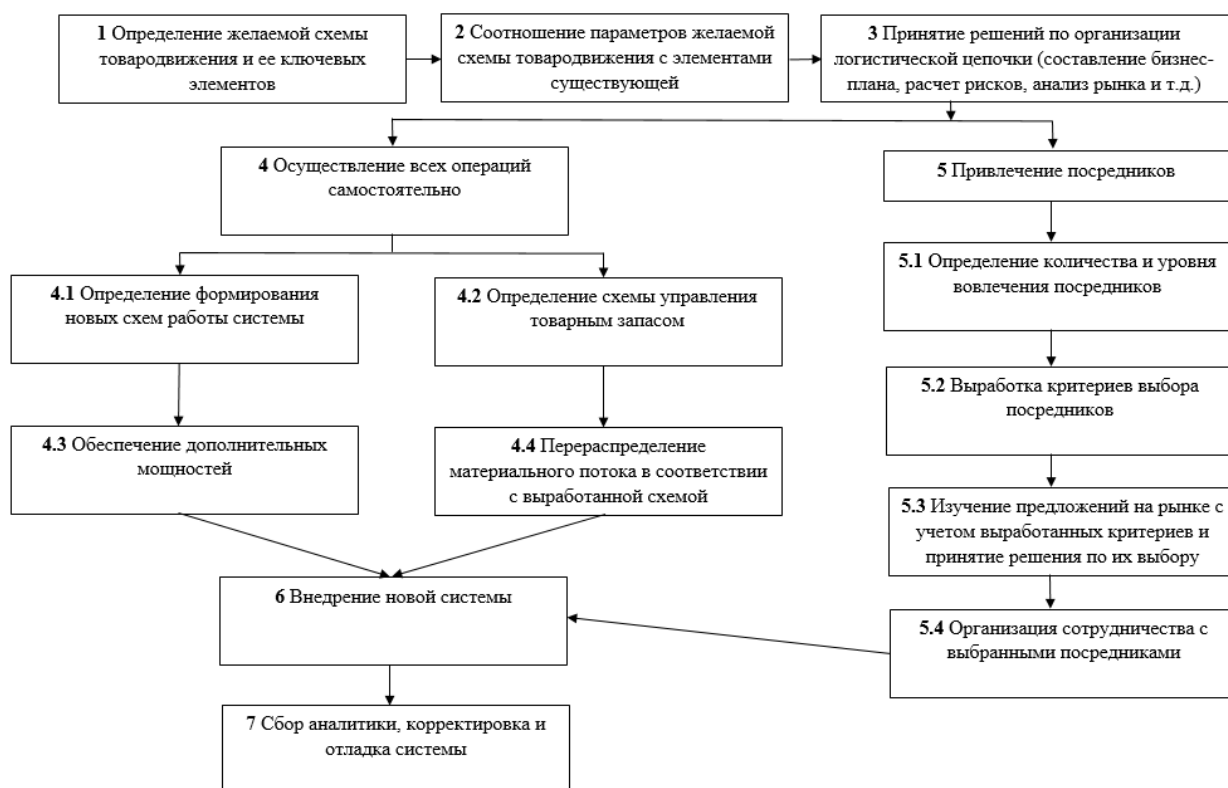 1 Определение желаемой схемы
товародвижения и ее ключевых
элементов
2 Соотношение параметров желаемой
схемы товародвижения с элементами
существующей
3 Принятие решений по организации
логистической цепочки (составление бизнес-
плана, расчет рисков, анализ рынка и т.д.)
4 Осуществление всех операций
самостоятельно
5 Привлечение посредников
4.1 Определение формирования
новых схем работы системы
4.2 Определение схемы управления
товарным запасом
5.1 Определение количества и уровня
вовлечения посредников
5.2 Выработка критериев выбора
посредников
4.3 Обеспечение дополнительных
мощностей
4.4 Перераспределение
материального потока в соответствии
с выработанной схемой
5.3 Изучение предложений на рынке с
учетом выработанных критериев и
принятие решения по их выбору
6 Внедрение новой системы
5.4 Организация сотрудничества с
выбранными посредниками
7 Сбор аналитики, корректировка и
отладка системы